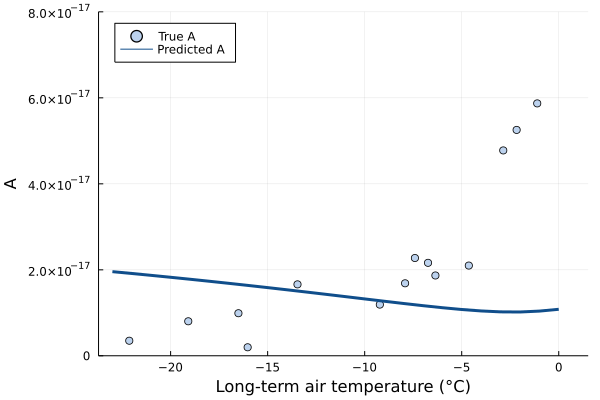 8.0×10⁻¹⁷
True A
Predicted A
6.0×10⁻¹⁷
A
4.0×10⁻¹⁷
2.0×10⁻¹⁷
0
−20 −15 −10 −5 0
Long-term air temperature (°C)